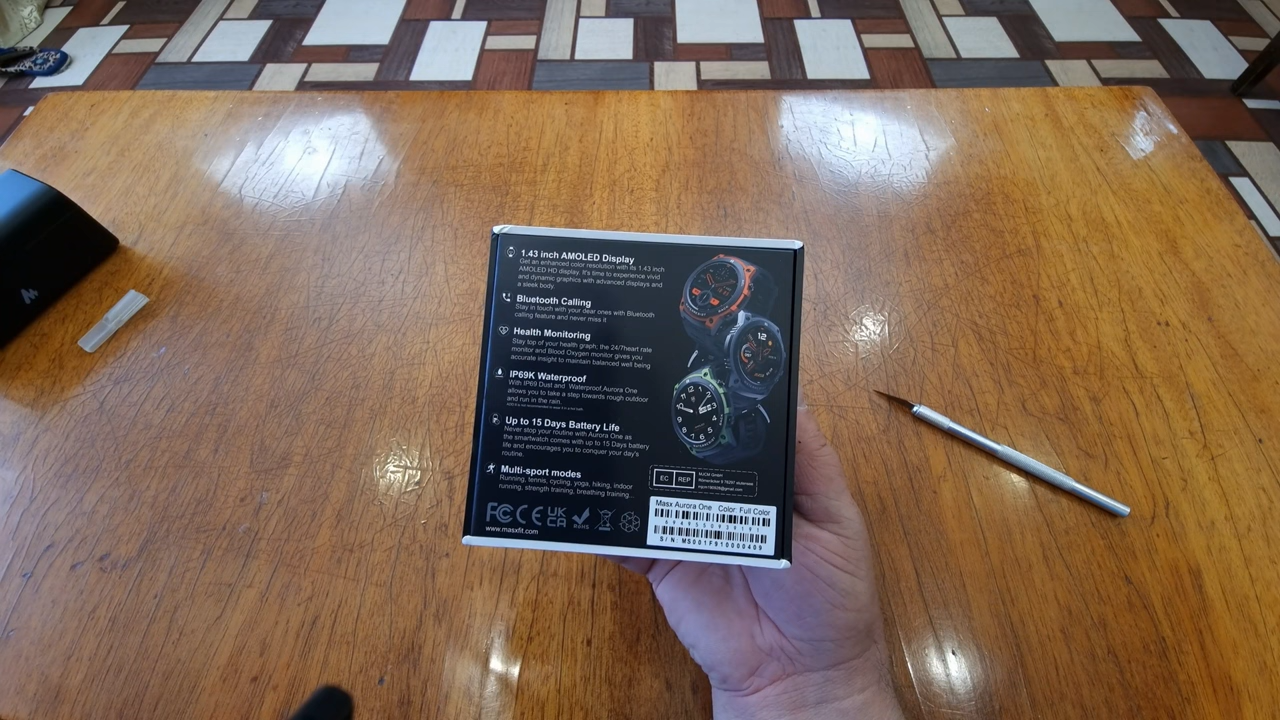 1.43 inch AMOLED Display
Get an enhanced color resolution with its 1.43 inch
AMOLED HD display. It's time to experience vivid
and dynamic graphics with advanced displays and
a sleek body.
Bluetooth Calling
Stay in touch with your dear ones with Bluetooth
calling feature and never miss it
Health Monitoring
Stay top of your health graph; the 24/7heart rate
monitor and Blood Oxygen monitor gives you
accurate insight to maintain balanced well being
IP69K Waterproof
With IP69 Dust and Waterproof,Aurora One
allows you to take a step towards rough outdoor
and run in the rain.
Up to 15 Days Battery Life
Never stop your routine with Aurora One as
the smartwatch comes with up to 15 Days battery
life and encourages you to conquer your day's
routine.
Multi-sport modes
Running, tennis, cycling, yoga, hiking, indoor
running, strength training, breathing training...
FC CE UK
CA RoHS
www.masxfit.com
EC REP
MJCM GmbH
Masx Aurora One Color: Full Color
S/N: MS001F910000409